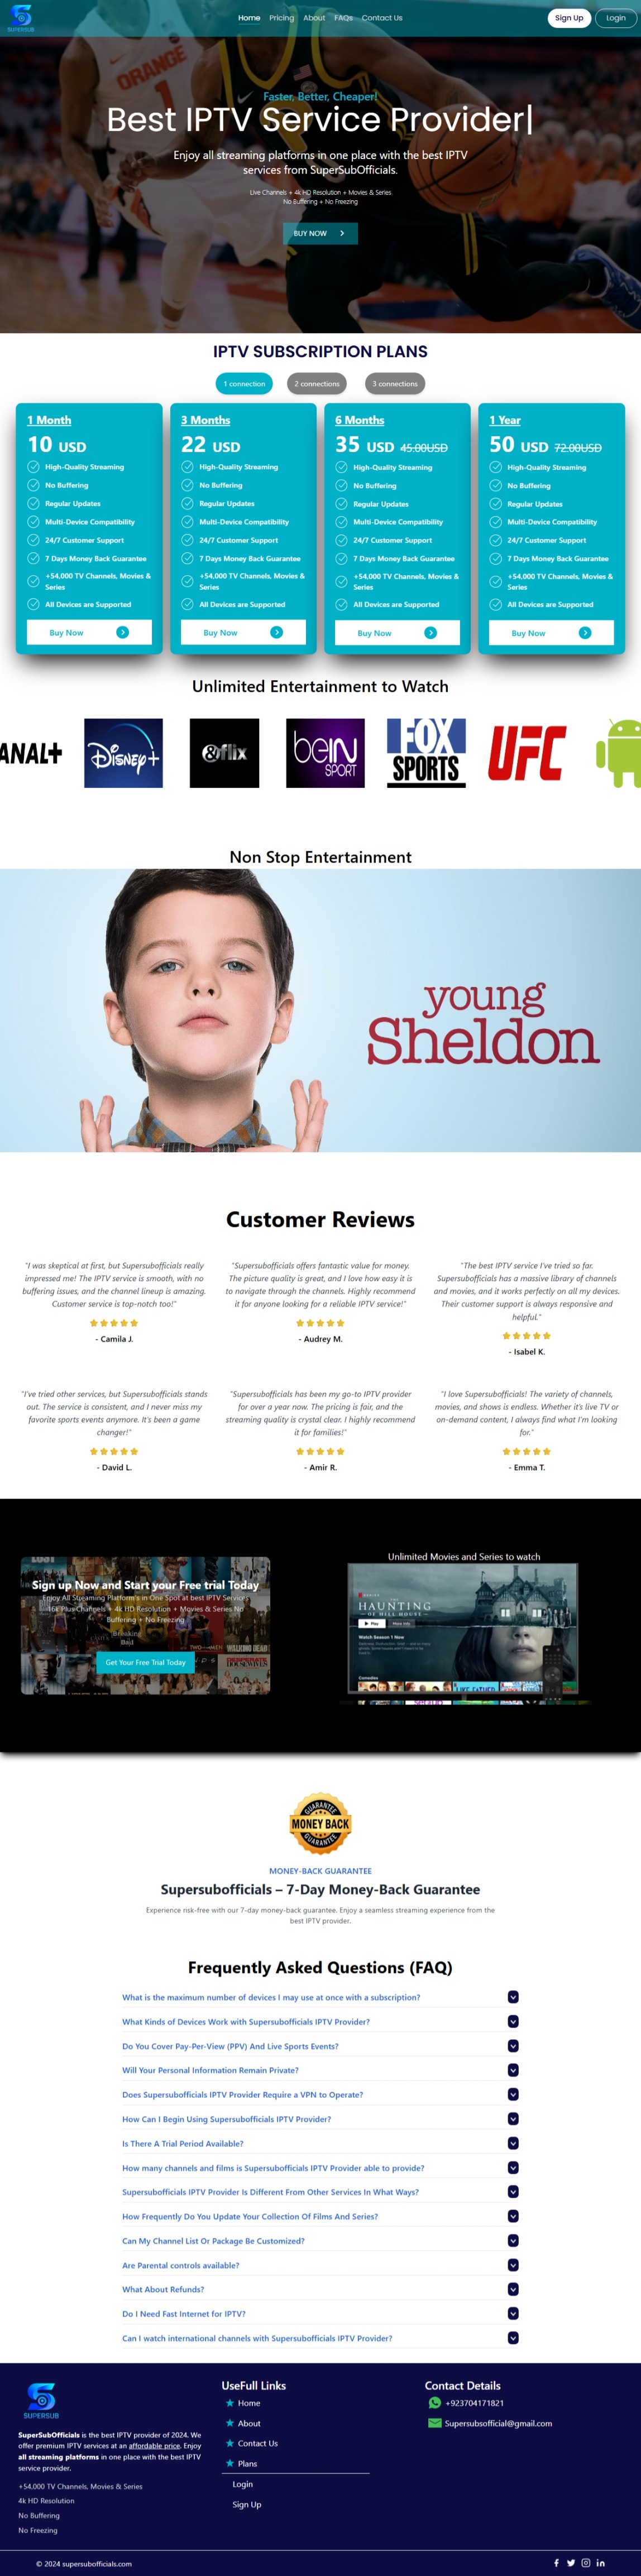 SUPERSUB
Home Pricing About FAQs Contact Us
Sign Up Login
ORANGE
Faster, Better, Cheaper!
Best IPTV Service Provider|
Enjoy all streaming platforms in one place with the best IPTV
services from SuperSubOfficials.
Live Channels + 4k HD Resolution + Movies & Series
No Buffering + No Freezing
BUY NOW
IPTV SUBSCRIPTION PLANS
1 connection 2 connections 3 connections
1 Month
10 USD
High-Quality Streaming
No Buffering
Regular Updates
Multi-Device Compatibility
24/7 Customer Support
7 Days Money Back Guarantee
+54,000 TV Channels, Movies &
Series
All Devices are Supported
Buy Now
3 Months
22 USD
High-Quality Streaming
No Buffering
Regular Updates
Multi-Device Compatibility
24/7 Customer Support
7 Days Money Back Guarantee
+54,000 TV Channels, Movies &
Series
All Devices are Supported
Buy Now
6 Months
35 USD 45.00USD
High-Quality Streaming
No Buffering
Regular Updates
Multi-Device Compatibility
24/7 Customer Support
7 Days Money Back Guarantee
+54,000 TV Channels, Movies &
Series
All Devices are Supported
Buy Now
1 Year
50 USD 72.00USD
High-Quality Streaming
No Buffering
Regular Updates
Multi-Device Compatibility
24/7 Customer Support
7 Days Money Back Guarantee
+54,000 TV Channels, Movies &
Series
All Devices are Supported
Buy Now
Unlimited Entertainment to Watch
ANAL+
Disney+
&flix
beIN
SPORT
FOX
SPORTS
UFC
Non Stop Entertainment
young
Sheldon
Customer Reviews
"I was skeptical at first, but Supersubofficials really
impressed me! The IPTV service is smooth, with no
buffering issues, and the channel lineup is amazing.
Customer service is top-notch too!"
- Camila J.
"Supersubofficials offers fantastic value for money.
The picture quality is great, and I love how easy it is
to navigate through the channels. Highly recommend
it for anyone looking for a reliable IPTV service!"
- Audrey M.
"The best IPTV service I've tried so far.
Supersubofficials has a massive library of channels
and movies, and it works perfectly on all my devices.
Their customer support is always responsive and
helpful."
- Isabel K.
"I've tried other services, but Supersubofficials stands
out. The service is consistent, and I never miss my
favorite sports events anymore. It's been a game
changer!"
- David L.
"Supersubofficials has been my go-to IPTV provider
for over a year now. The pricing is fair, and the
streaming quality is crystal clear. I highly recommend
it for families!"
- Amir R.
"I love Supersubofficials! The variety of channels,
movies, and shows is endless. Whether it's live TV or
on-demand content, I always find what I'm looking
for."
- Emma T.
Sign up Now and Start your Free trial Today
Enjoy All Streaming Platform's in One Spot at best IPTV Services
16k Plus Channels + 4k HD Resolution + Movies & Series No
Buffering + No Freezing
Breaking
Bad
WALKING DEAD
DESPERATE
HOUSEWIVES
Get Your Free Trial Today
Unlimited Movies and Series to watch
THE
HAUNTING
OF HILL HOUSE
Play More Info
Watch Season 1 Now
Comedies
GUARANTEE
MONEY BACK
GUARANTEE
MONEY-BACK GUARANTEE
Supersubofficials – 7-Day Money-Back Guarantee
Experience risk-free with our 7-day money-back guarantee. Enjoy a seamless streaming experience from the
best IPTV provider.
Frequently Asked Questions (FAQ)
What is the maximum number of devices I may use at once with a subscription?
What Kinds of Devices Work with Supersubofficials IPTV Provider?
Do You Cover Pay-Per-View (PPV) And Live Sports Events?
Will Your Personal Information Remain Private?
Does Supersubofficials IPTV Provider Require a VPN to Operate?
How Can I Begin Using Supersubofficials IPTV Provider?
Is There A Trial Period Available?
How many channels and films is Supersubofficials IPTV Provider able to provide?
Supersubofficials IPTV Provider Is Different From Other Services In What Ways?
How Frequently Do You Update Your Collection Of Films And Series?
Can My Channel List Or Package Be Customized?
Are Parental controls available?
What About Refunds?
Do I Need Fast Internet for IPTV?
Can I watch international channels with Supersubofficials IPTV Provider?
SUPERSUB
SuperSubOfficials is the best IPTV provider of 2024. We
offer premium IPTV services at an affordable price. Enjoy
all streaming platforms in one place with the best IPTV
service provider.
+54,000 TV Channels, Movies & Series
4k HD Resolution
No Buffering
No Freezing
UseFull Links
Home
About
Contact Us
Plans
Login
Sign Up
Contact Details
+923704171821
Supersubsofficial@gmail.com
© 2024 supersubofficials.com